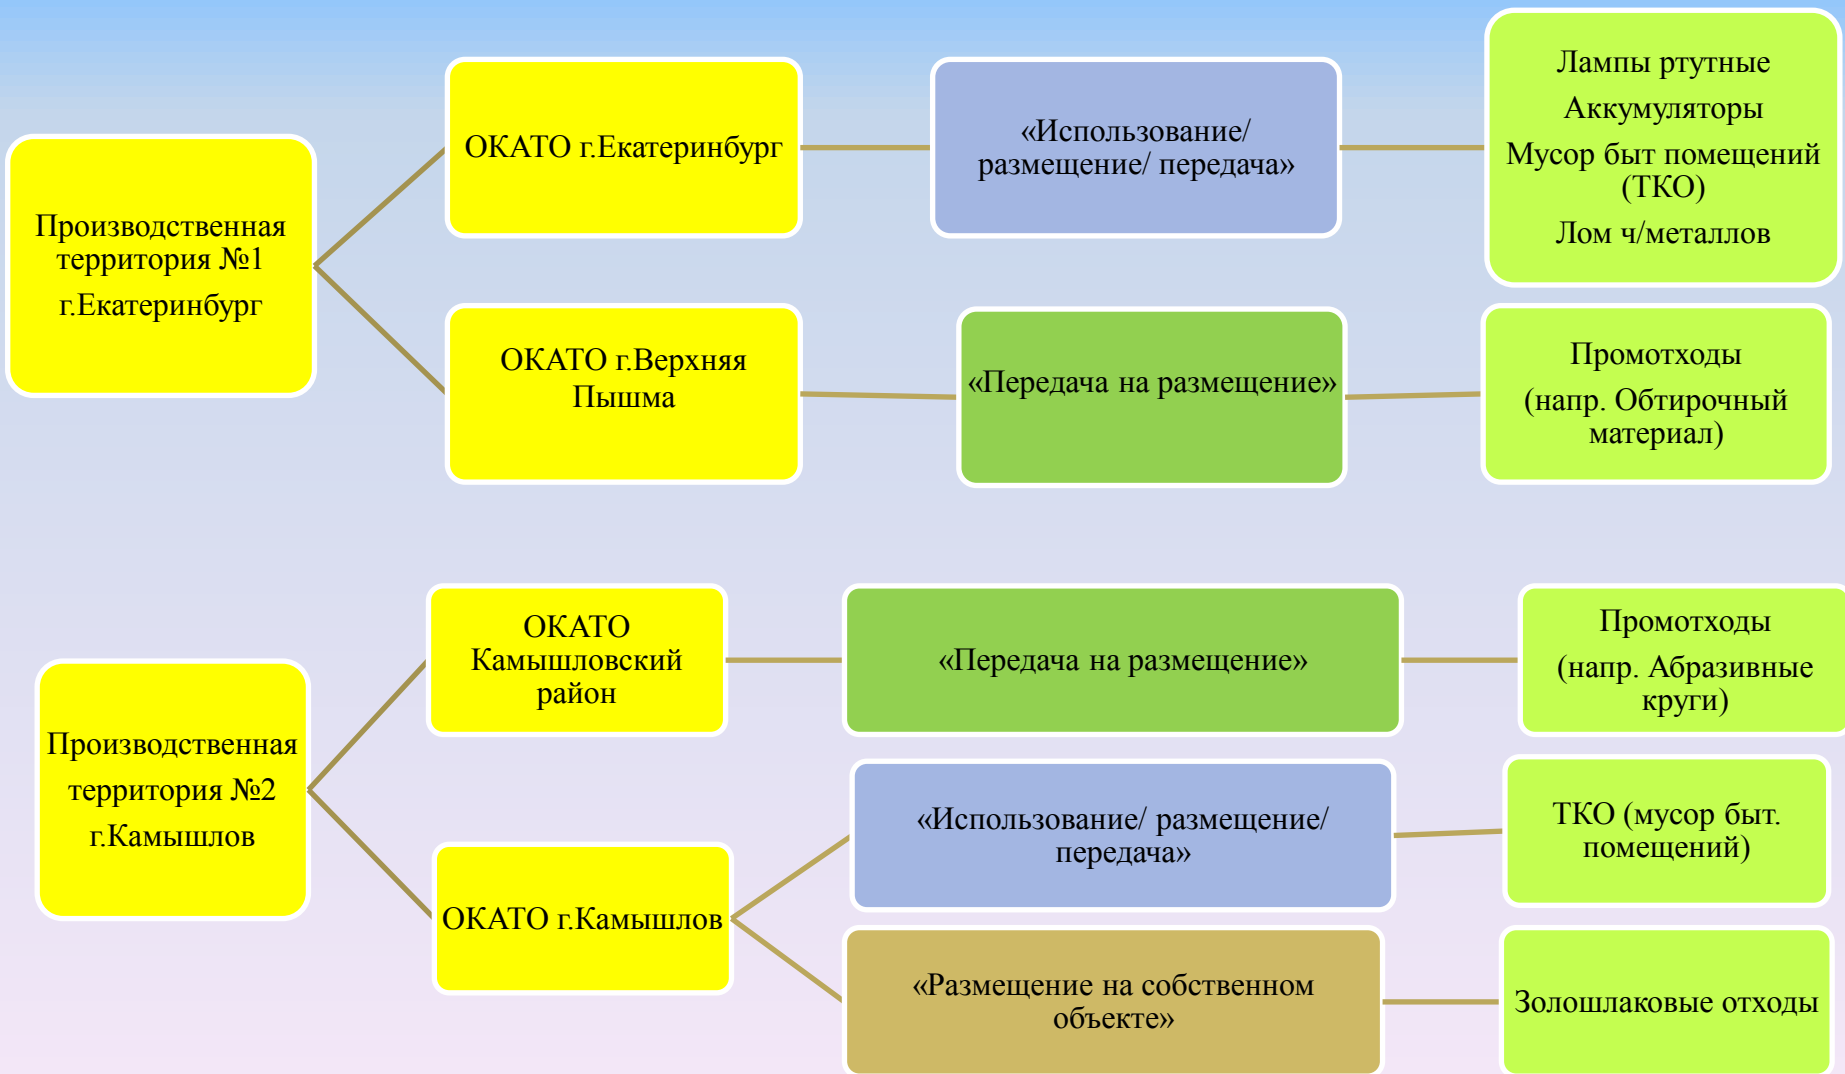 Производственная
территория №1
г.Екатеринбург
ОКАТО г.Екатеринбург
«Использование/
размещение/ передача»
Лампы ртутные
Аккумуляторы
Мусор быт помещений
(ТКО)
Лом ч/металлов
ОКАТО г.Верхняя
Пышма
«Передача на размещение»
Промотходы
(напр. Обтирочный
материал)
Производственная
территория №2
г.Камышлов
ОКАТО
Камышловский
район
«Передача на размещение»
Промотходы
(напр. Абразивные
круги)
ОКАТО г.Камышлов
«Использование/ размещение/
передача»
ТКО (мусор быт.
помещений)
«Размещение на собственном
объекте»
Золошлаковые отходы